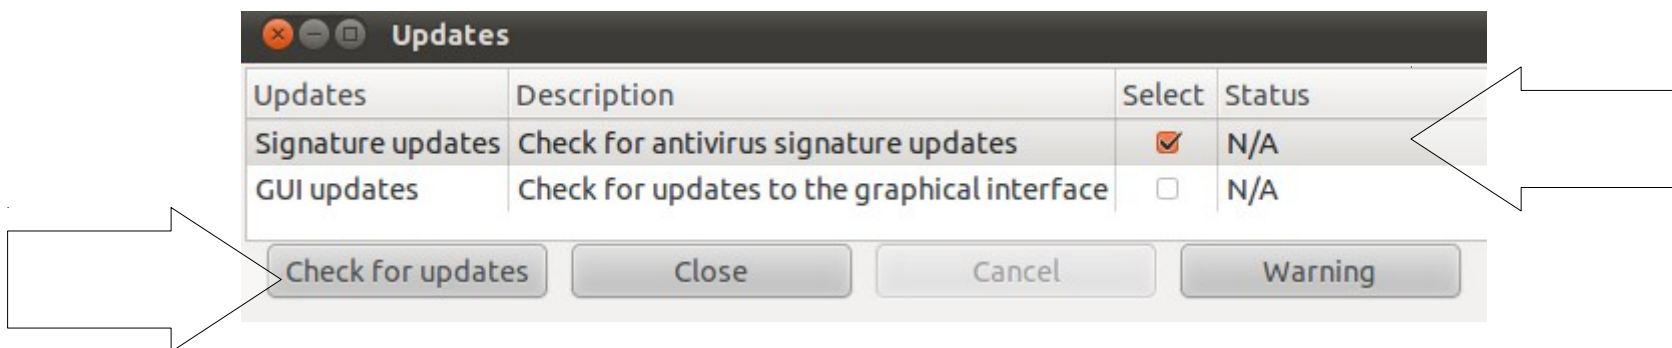 Updates
Updates Description Select Status
Signature updates Check for antivirus signature updates N/A
GUI updates Check for updates to the graphical interface N/A
Check for updates Close Cancel Warning